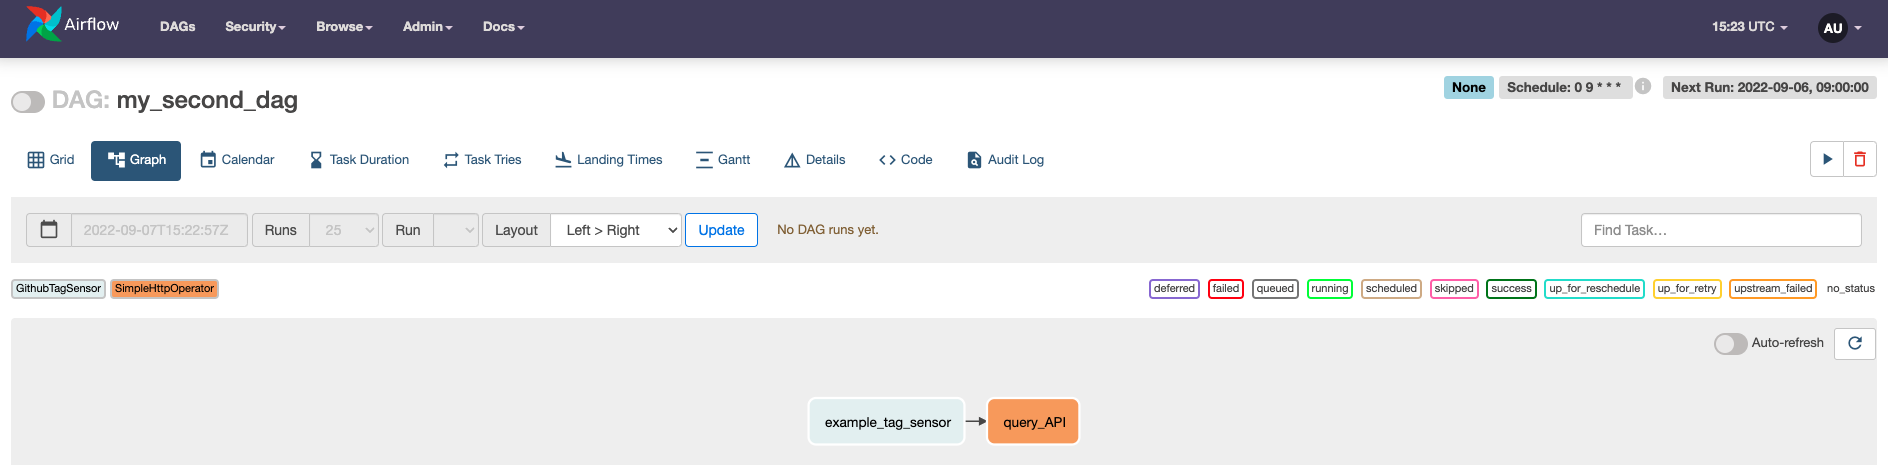 Airflow DAGs Security Browse Admin Docs 15:23 UTC AU
DAG: my_second_dag None Schedule: 0 9 * * * i Next Run: 2022-09-06, 09:00:00
Grid Graph Calendar Task Duration Task Tries Landing Times Gantt Details Code Audit Log
2022-09-07T15:22:57Z Runs 25 Run Layout Left > Right Update No DAG runs yet. Find Task...
GithubTagSensor SimpleHttpOperator deferred failed queued running scheduled skipped success up_for_reschedule up_for_retry upstream_failed no_status
Auto-refresh
example_tag_sensor query_API